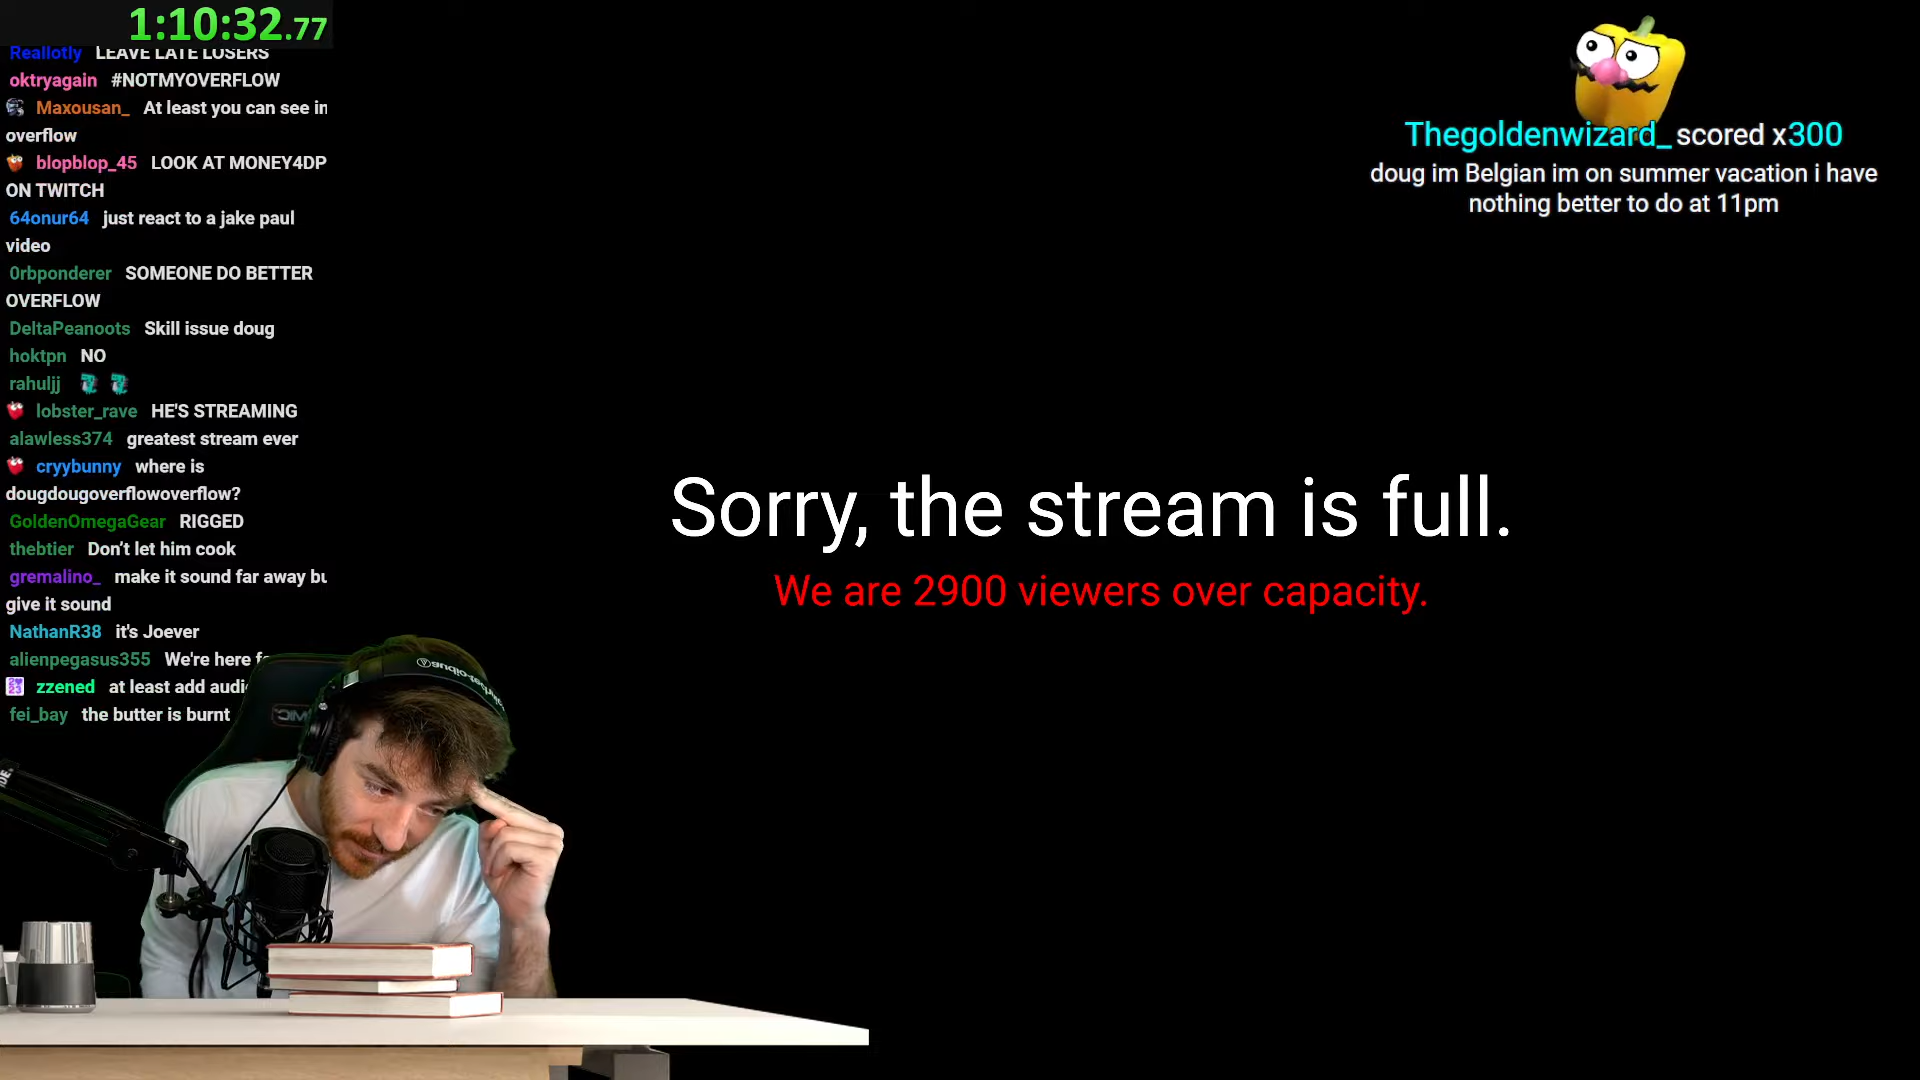 1:10:32.77
Reallotly LEAVE LATE LOSERS
oktryagain #NOTMYOVERFLOW
Maxousan_ At least you can see in
overflow
blopblop_45 LOOK AT MONEY4DP
ON TWITCH
64onur64 just react to a jake paul
video
0rbponderer SOMEONE DO BETTER
OVERFLOW
DeltaPeanoots Skill issue doug
hoktpn NO
rahuljj
lobster_rave HE'S STREAMING
alawless374 greatest stream ever
cryybunny where is
dougdougoverflowoverflow?
GoldenOmegaGear RIGGED
thebtier Don’t let him cook
gremalino_ make it sound far away bu
give it sound
NathanR38 it's Joever
alienpegasus355 We're here f
zzened at least add audi
fei_bay the butter is burnt
Thegoldenwizard_ scored x300
doug im Belgian im on summer vacation i have
nothing better to do at 11pm
Sorry, the stream is full.
We are 2900 viewers over capacity.
audio-technica